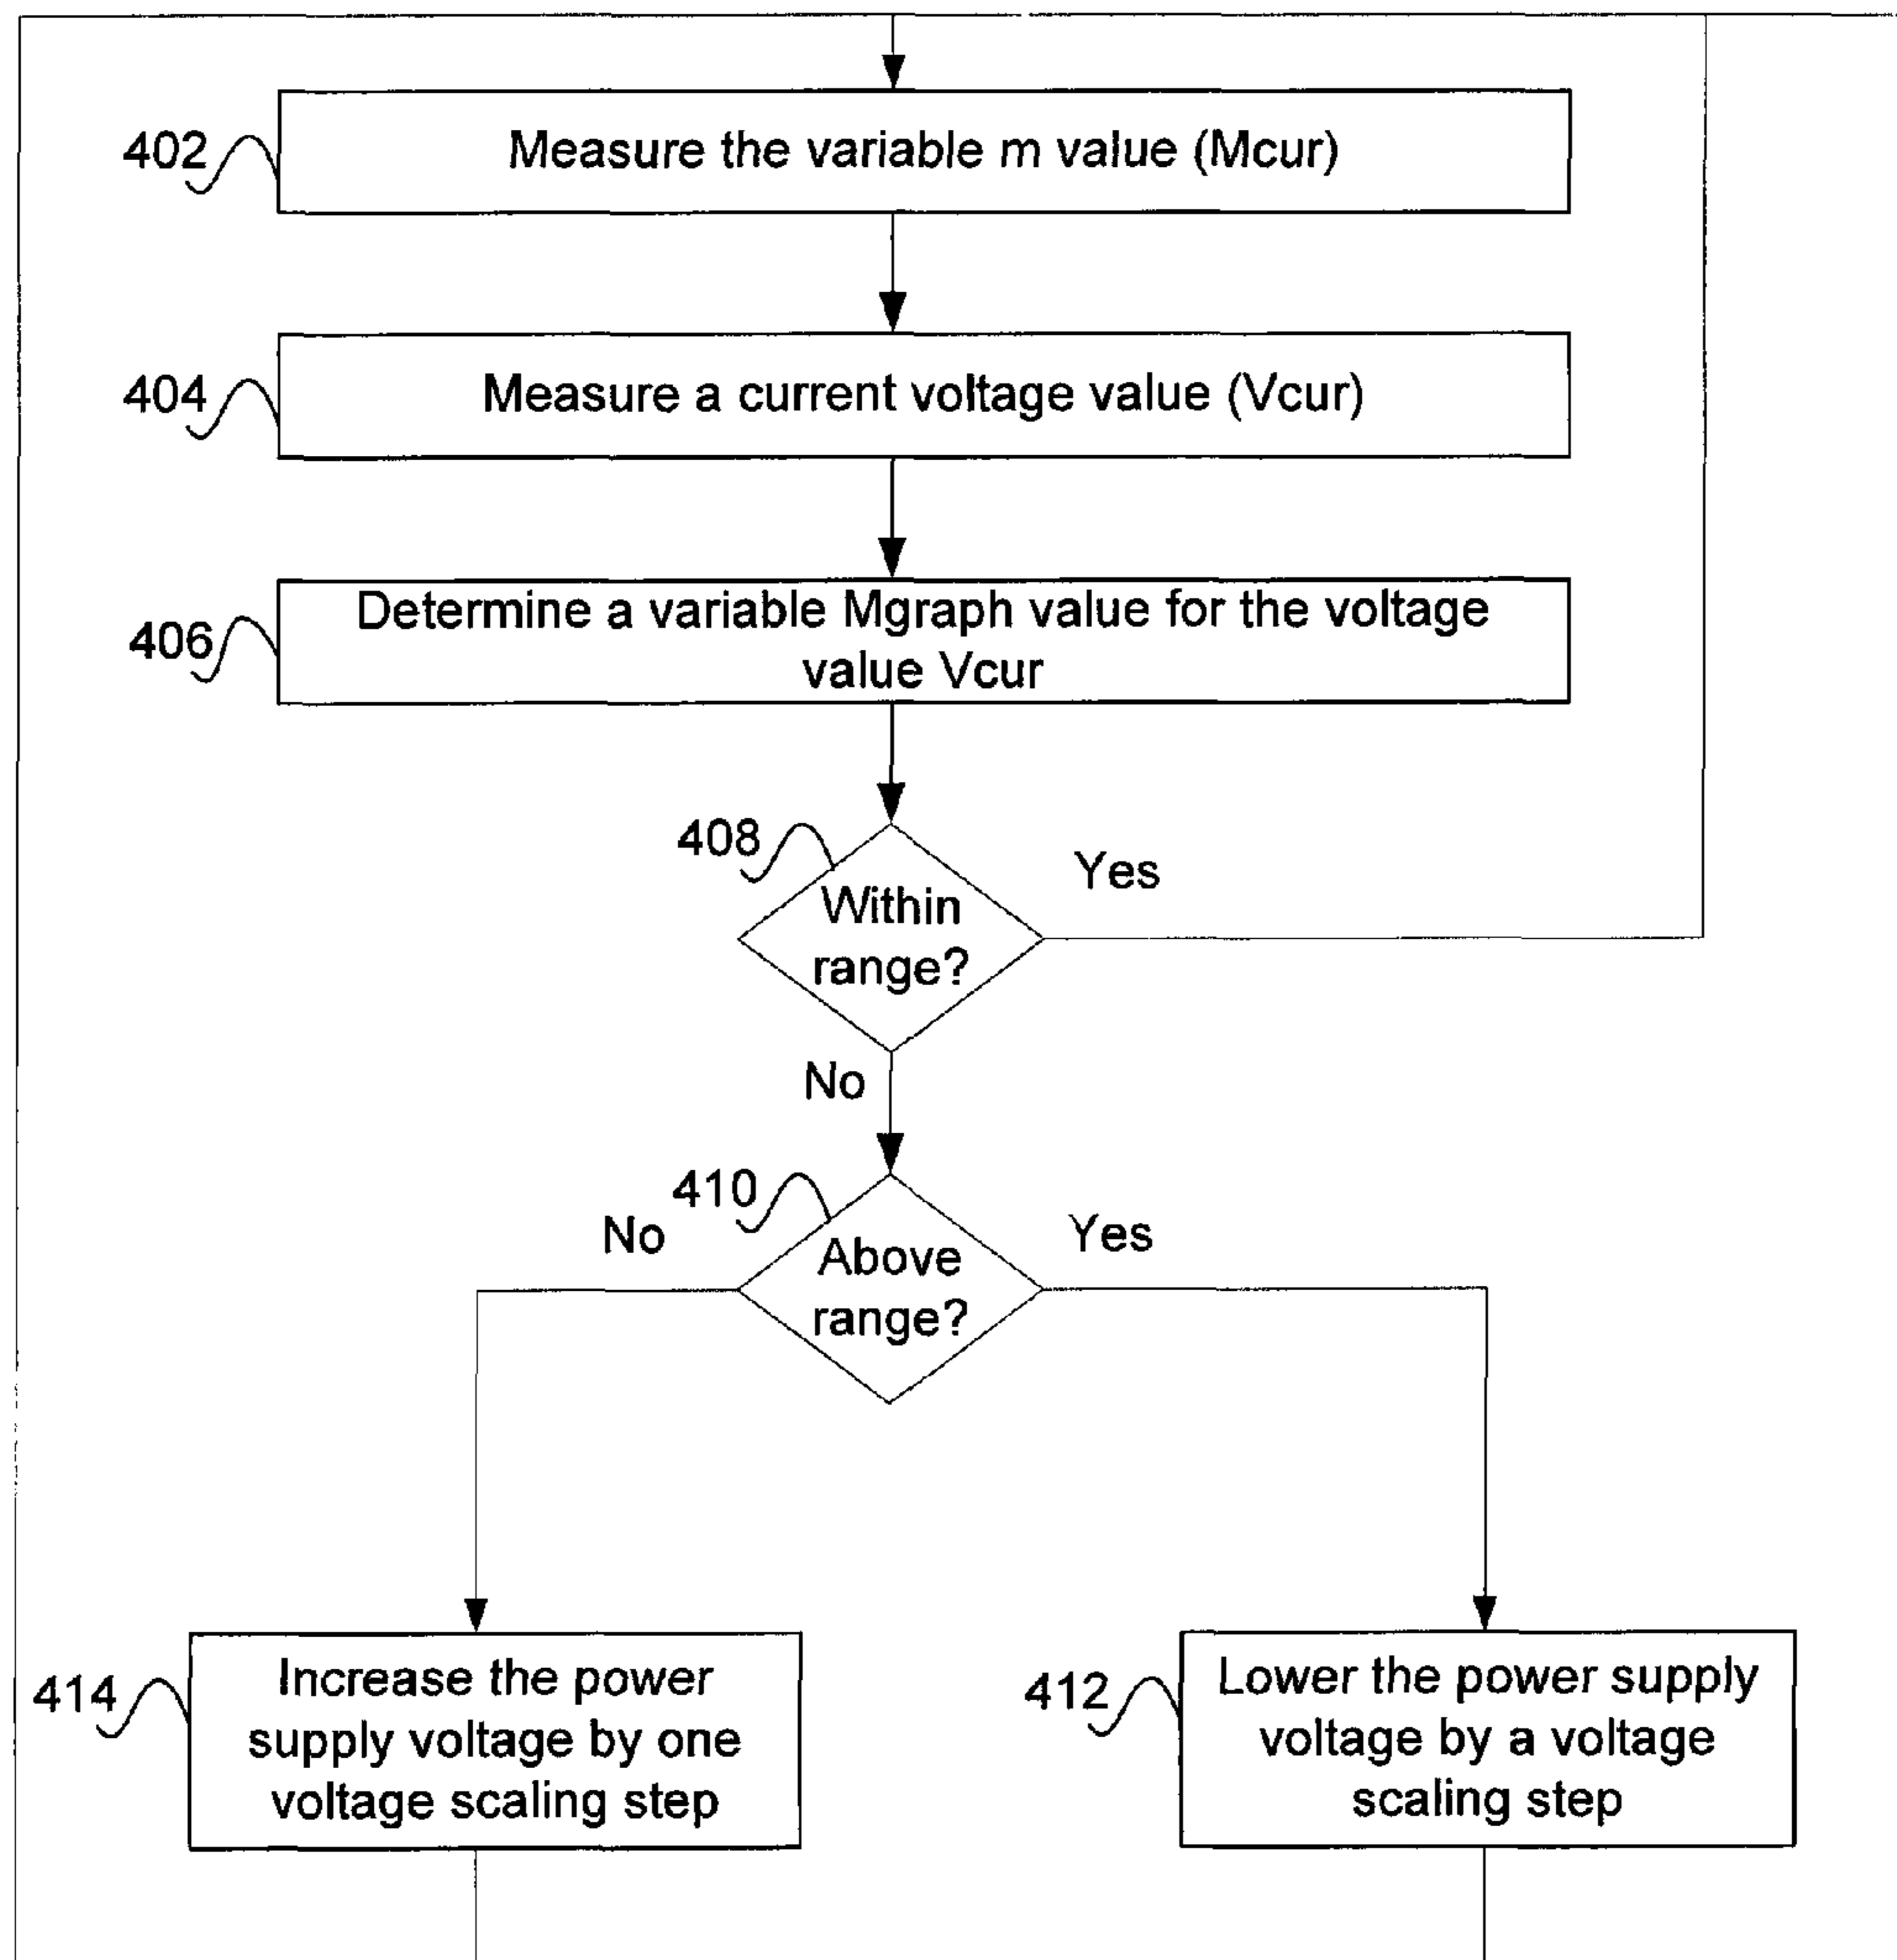 402
Measure the variable m value (Mcur)
404
Measure a current voltage value (Vcur)
406
Determine a variable Mgraph value for the voltage
value Vcur
408
Within
range?
Yes
No
410
Above
range?
No
Yes
414
Increase the power
supply voltage by one
voltage scaling step
412
Lower the power supply
voltage by a voltage
scaling step